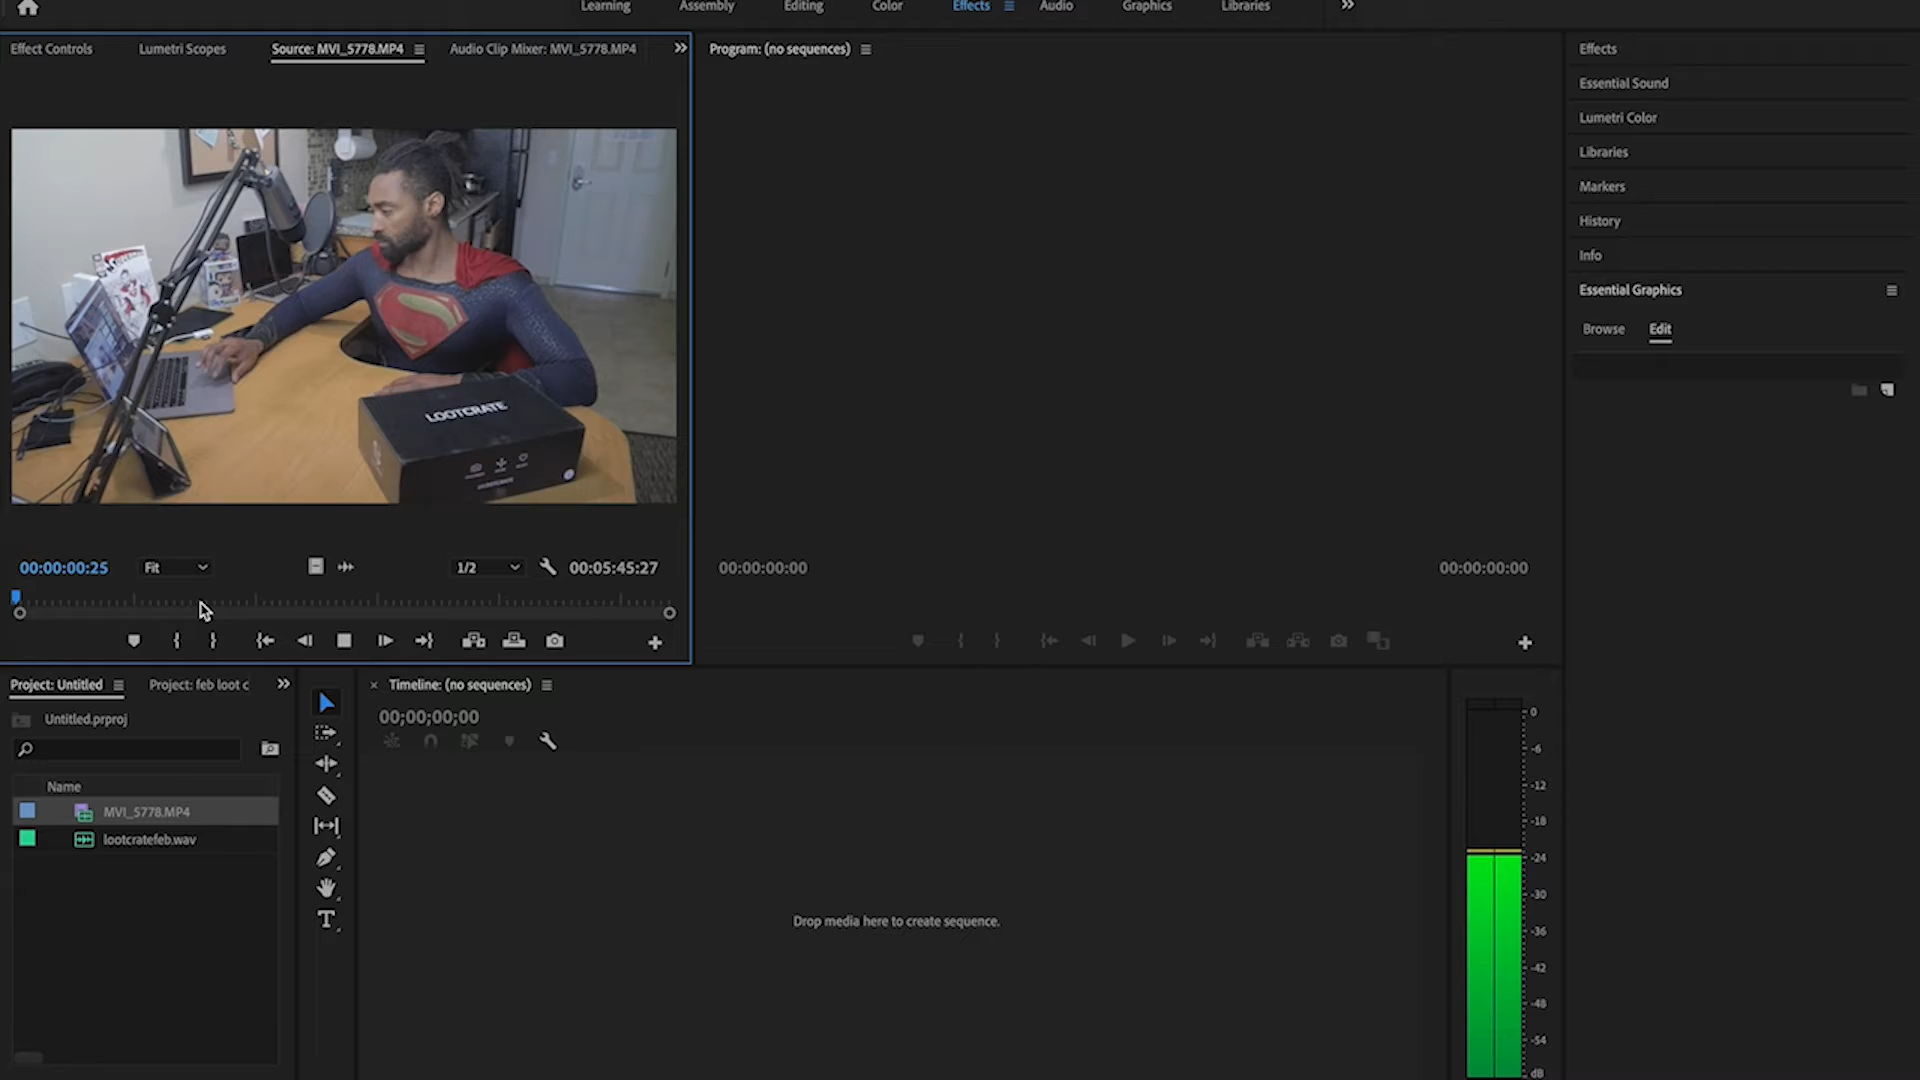 Learning Assembly Editing Color Effects Audio Graphics Libraries
Effect Controls Lumetri Scopes Source: MVI_5778.MP4 Audio Clip Mixer: MVI_5778.MP4
Program: (no sequences)
Effects
Essential Sound
Lumetri Color
Libraries
Markers
History
Info
Essential Graphics
Browse Edit
LOOTCRATE
00:00:00:25 Fit 1/2 00:05:45:27
00:00:00:00 00:00:00:00
Project: Untitled Project: feb loot c
Untitled.prproj
Name
MVI_5778.MP4
lootcratefeb.wav
Timeline: (no sequences)
00;00;00;00
Drop media here to create sequence.
0
-6
-12
-18
-24
-30
-36
-42
-48
-54
dB